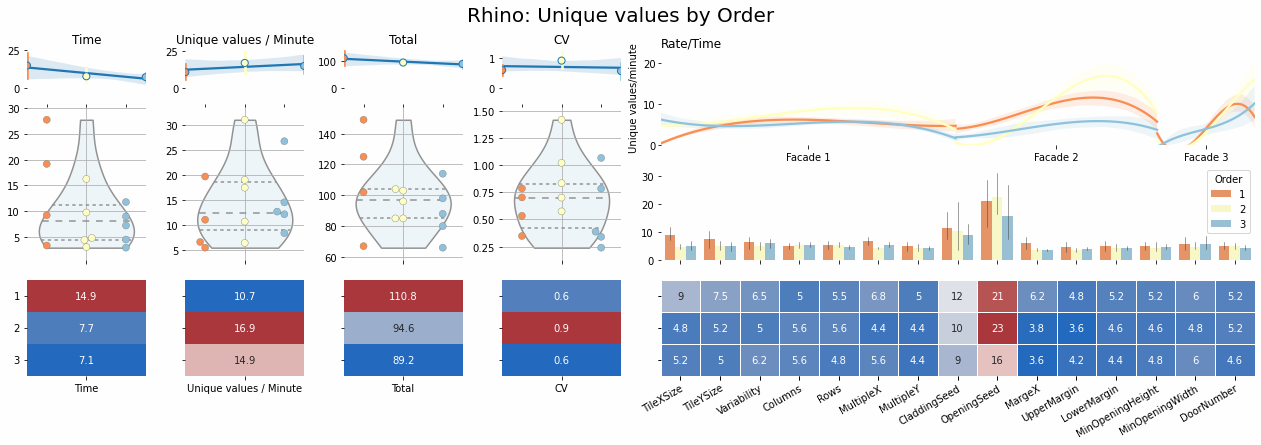 Rhino: Unique values by Order
Time
Unique values / Minute
Total
CV
Rate/Time
25
0
25
0
100
0
1
0
20
10
0
Unique values/minute
Facade 1
Facade 2
Facade 3
30
25
20
15
10
5
30
25
20
15
10
5
140
120
100
80
60
1.50
1.25
1.00
0.75
0.50
0.25
30
20
10
0
Order
1
2
3
1
2
3
14.9
7.7
7.1
Time
10.7
16.9
14.9
Unique values / Minute
110.8
94.6
89.2
Total
0.6
0.9
0.6
CV
9 7.5 6.5 5 5.5 6.8 5 12 21 6.2 4.8 5.2 5.2 6 5.2
4.8 5.2 5 5.6 5.6 4.4 4.4 10 23 3.8 3.6 4.6 4.6 4.8 5.2
5.2 5 6.2 5.6 4.8 5.6 4.4 9 16 3.6 4.2 4.4 4.8 6 4.6
TileXSize
TileYSize
Variability
Columns
Rows
MultipleX
MultipleY
CladdingSeed
OpeningSeed
MargeX
UpperMargin
LowerMargin
MinOpeningHeight
MinOpeningWidth
DoorNumber